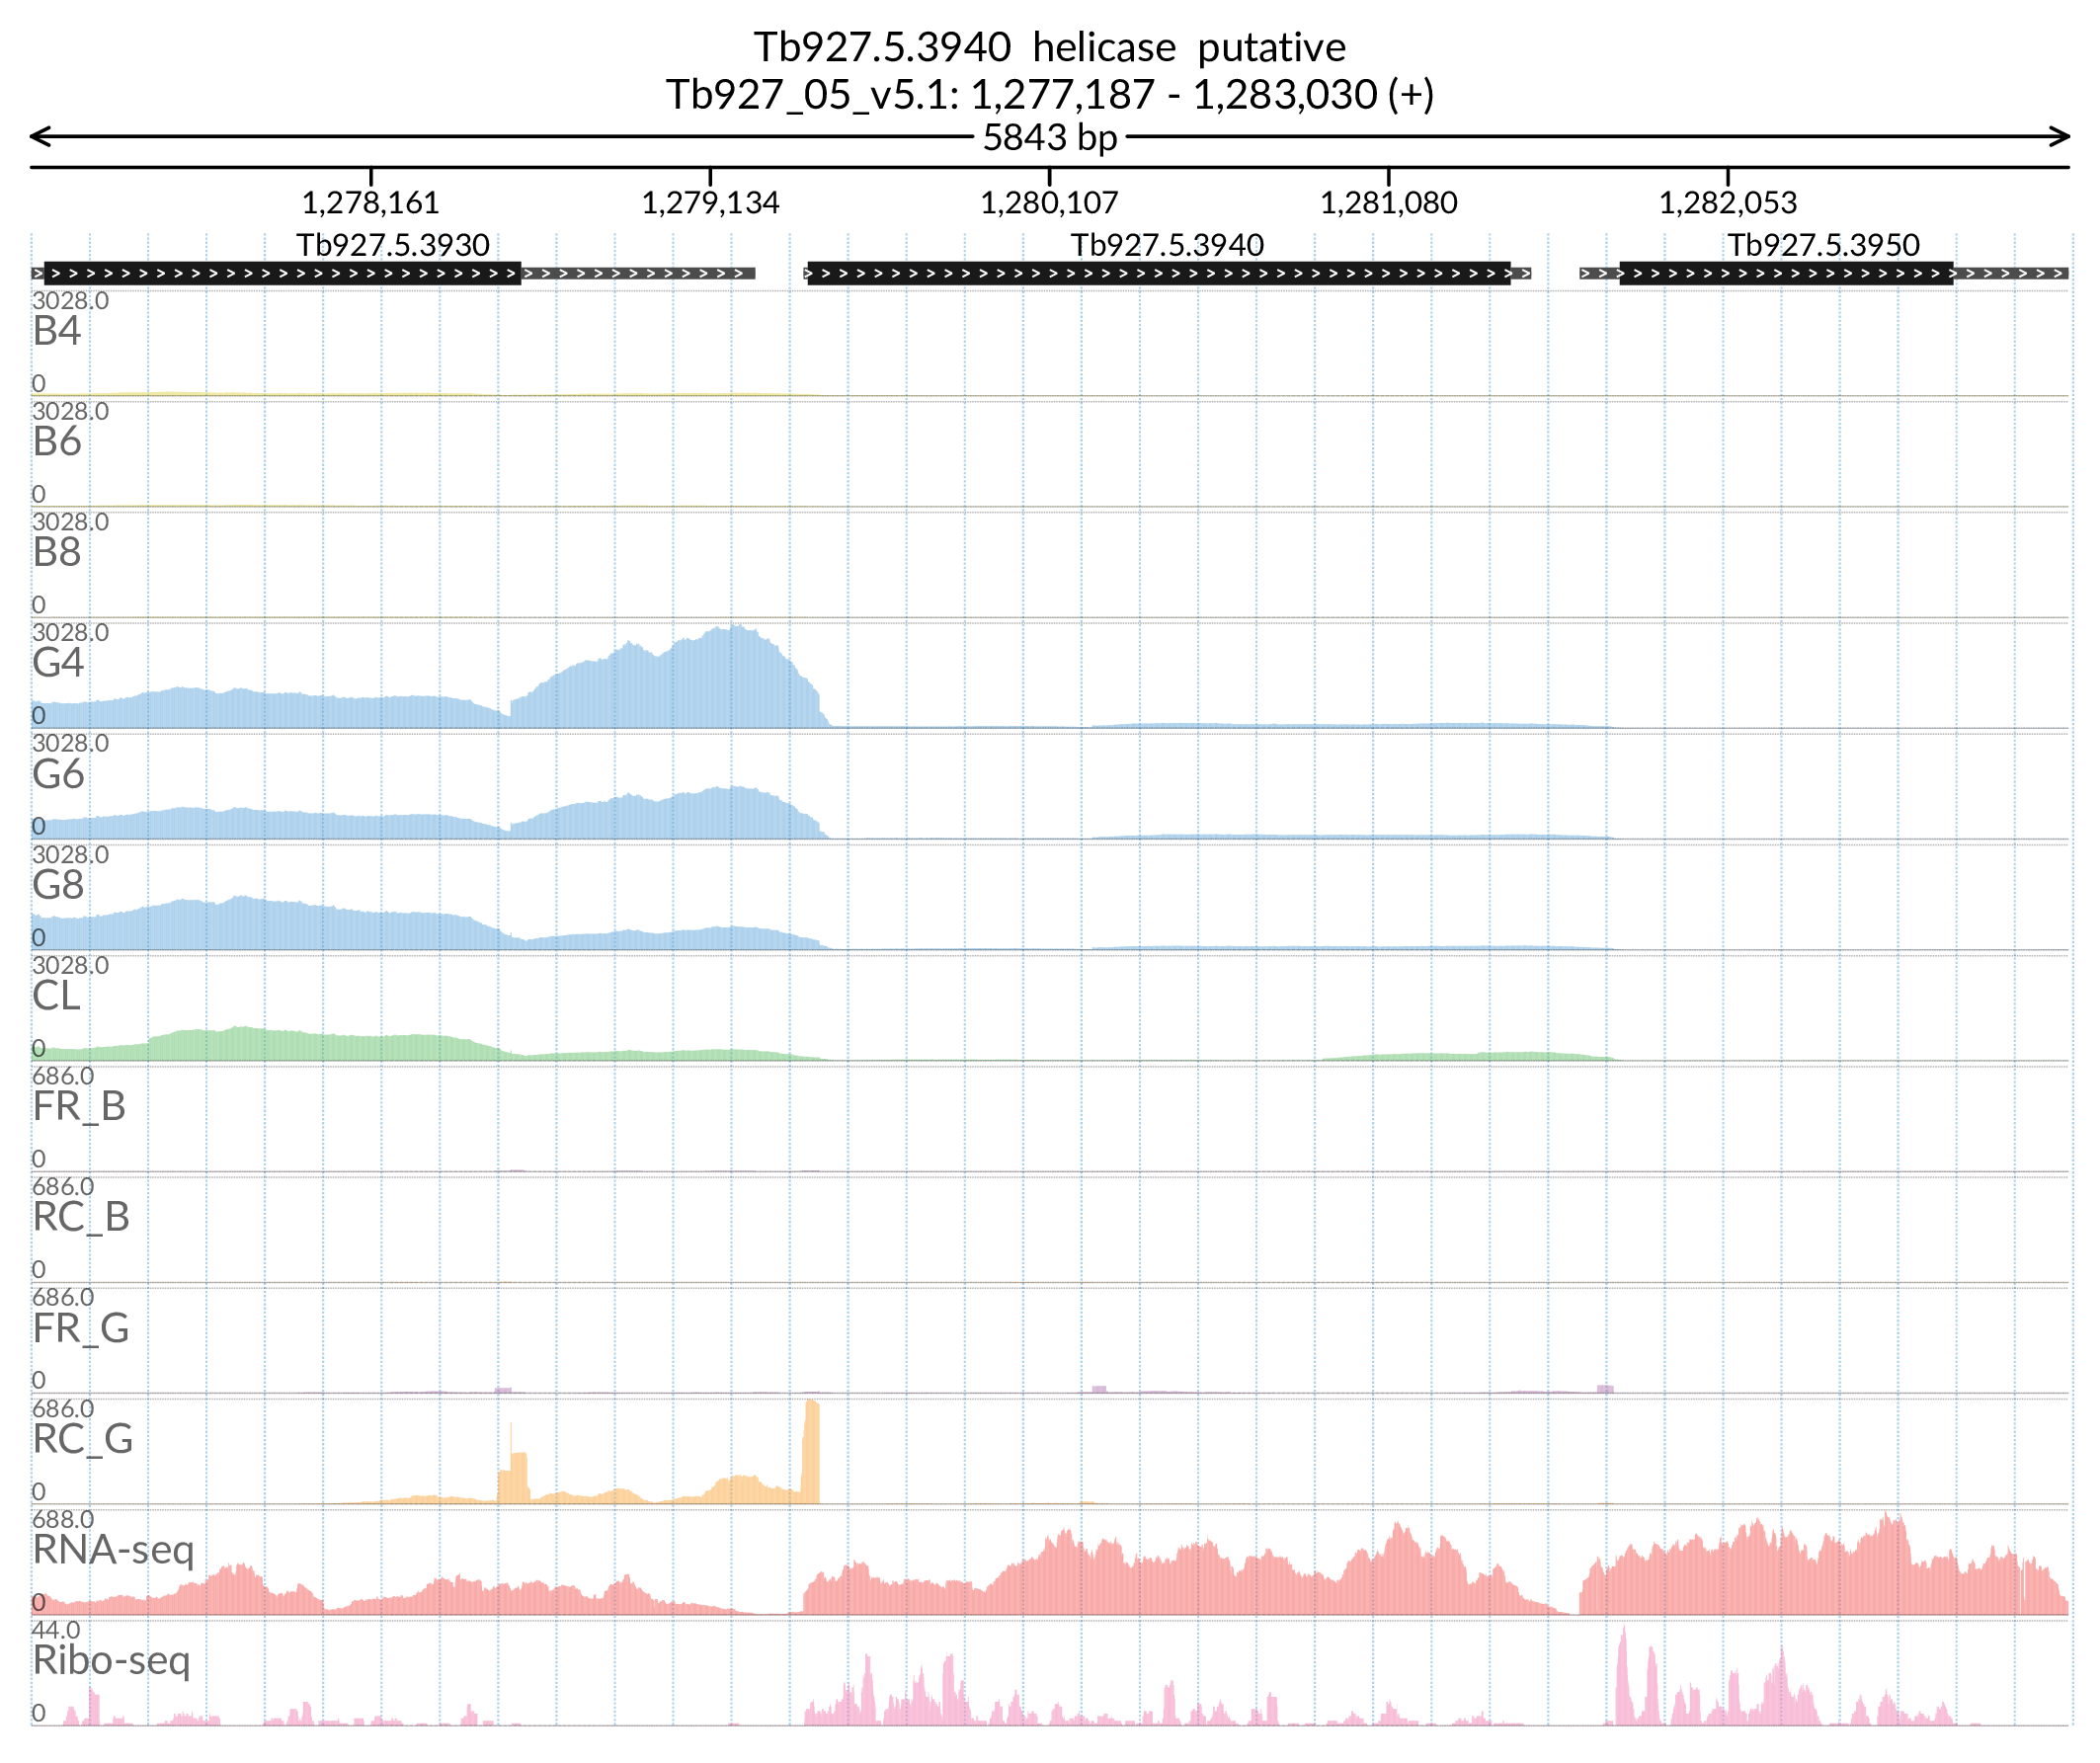 Tb927.5.3940 helicase putative
Tb927_05_v5.1: 1,277,187 - 1,283,030 (+)
5843 bp
1,278,161 1,279,134 1,280,107 1,281,080 1,282,053
Tb927.5.3930 Tb927.5.3940 Tb927.5.3950
3028.0
B4
0
3028.0
B6
0
3028.0
B8
0
3028.0
G4
0
3028.0
G6
0
3028.0
G8
0
3028.0
CL
0
686.0
FR_B
0
686.0
RC_B
0
686.0
FR_G
0
686.0
RC_G
0
688.0
RNA-seq
0
44.0
Ribo-seq
0